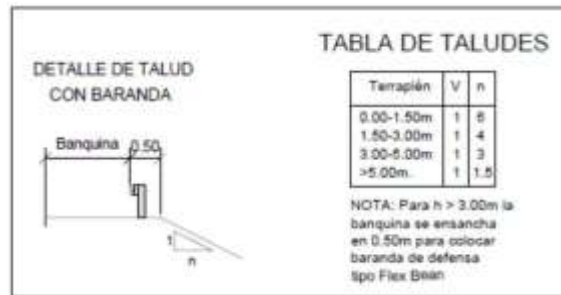 DETALLE DE TALUD
CON BARANDA
Banquina 0.50
1
n
TABLA DE TALUDES
Terraplén V n
0.00-1.50m 1 6
1.50-3.00m 1 4
3.00-5.00m 1 3
>5.00m. 1 1.5
NOTA: Para h > 3.00m la
banquina se ensancha
en 0.50m para colocar
baranda de defensa
tipo Flex Bean